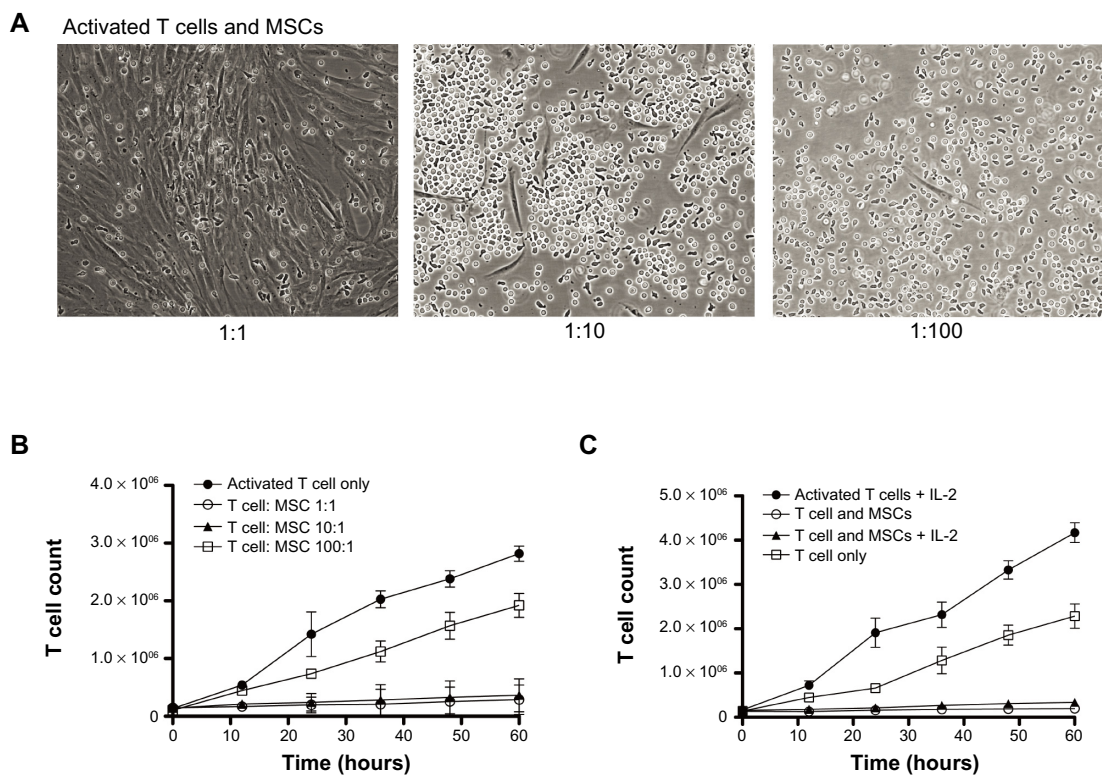 A
Activated T cells and MSCs
1:1
1:10
1:100
B
4.0 × 10⁰⁶
3.0 × 10⁰⁶
2.0 × 10⁰⁶
1.0 × 10⁰⁶
0
T cell count
Activated T cell only
T cell: MSC 1:1
T cell: MSC 10:1
T cell: MSC 100:1
0 10 20 30 40 50 60
Time (hours)
C
5.0 × 10⁰⁶
4.0 × 10⁰⁶
3.0 × 10⁰⁶
2.0 × 10⁰⁶
1.0 × 10⁰⁶
0
T cell count
Activated T cells + IL-2
T cell and MSCs
T cell and MSCs + IL-2
T cell only
0 10 20 30 40 50 60
Time (hours)